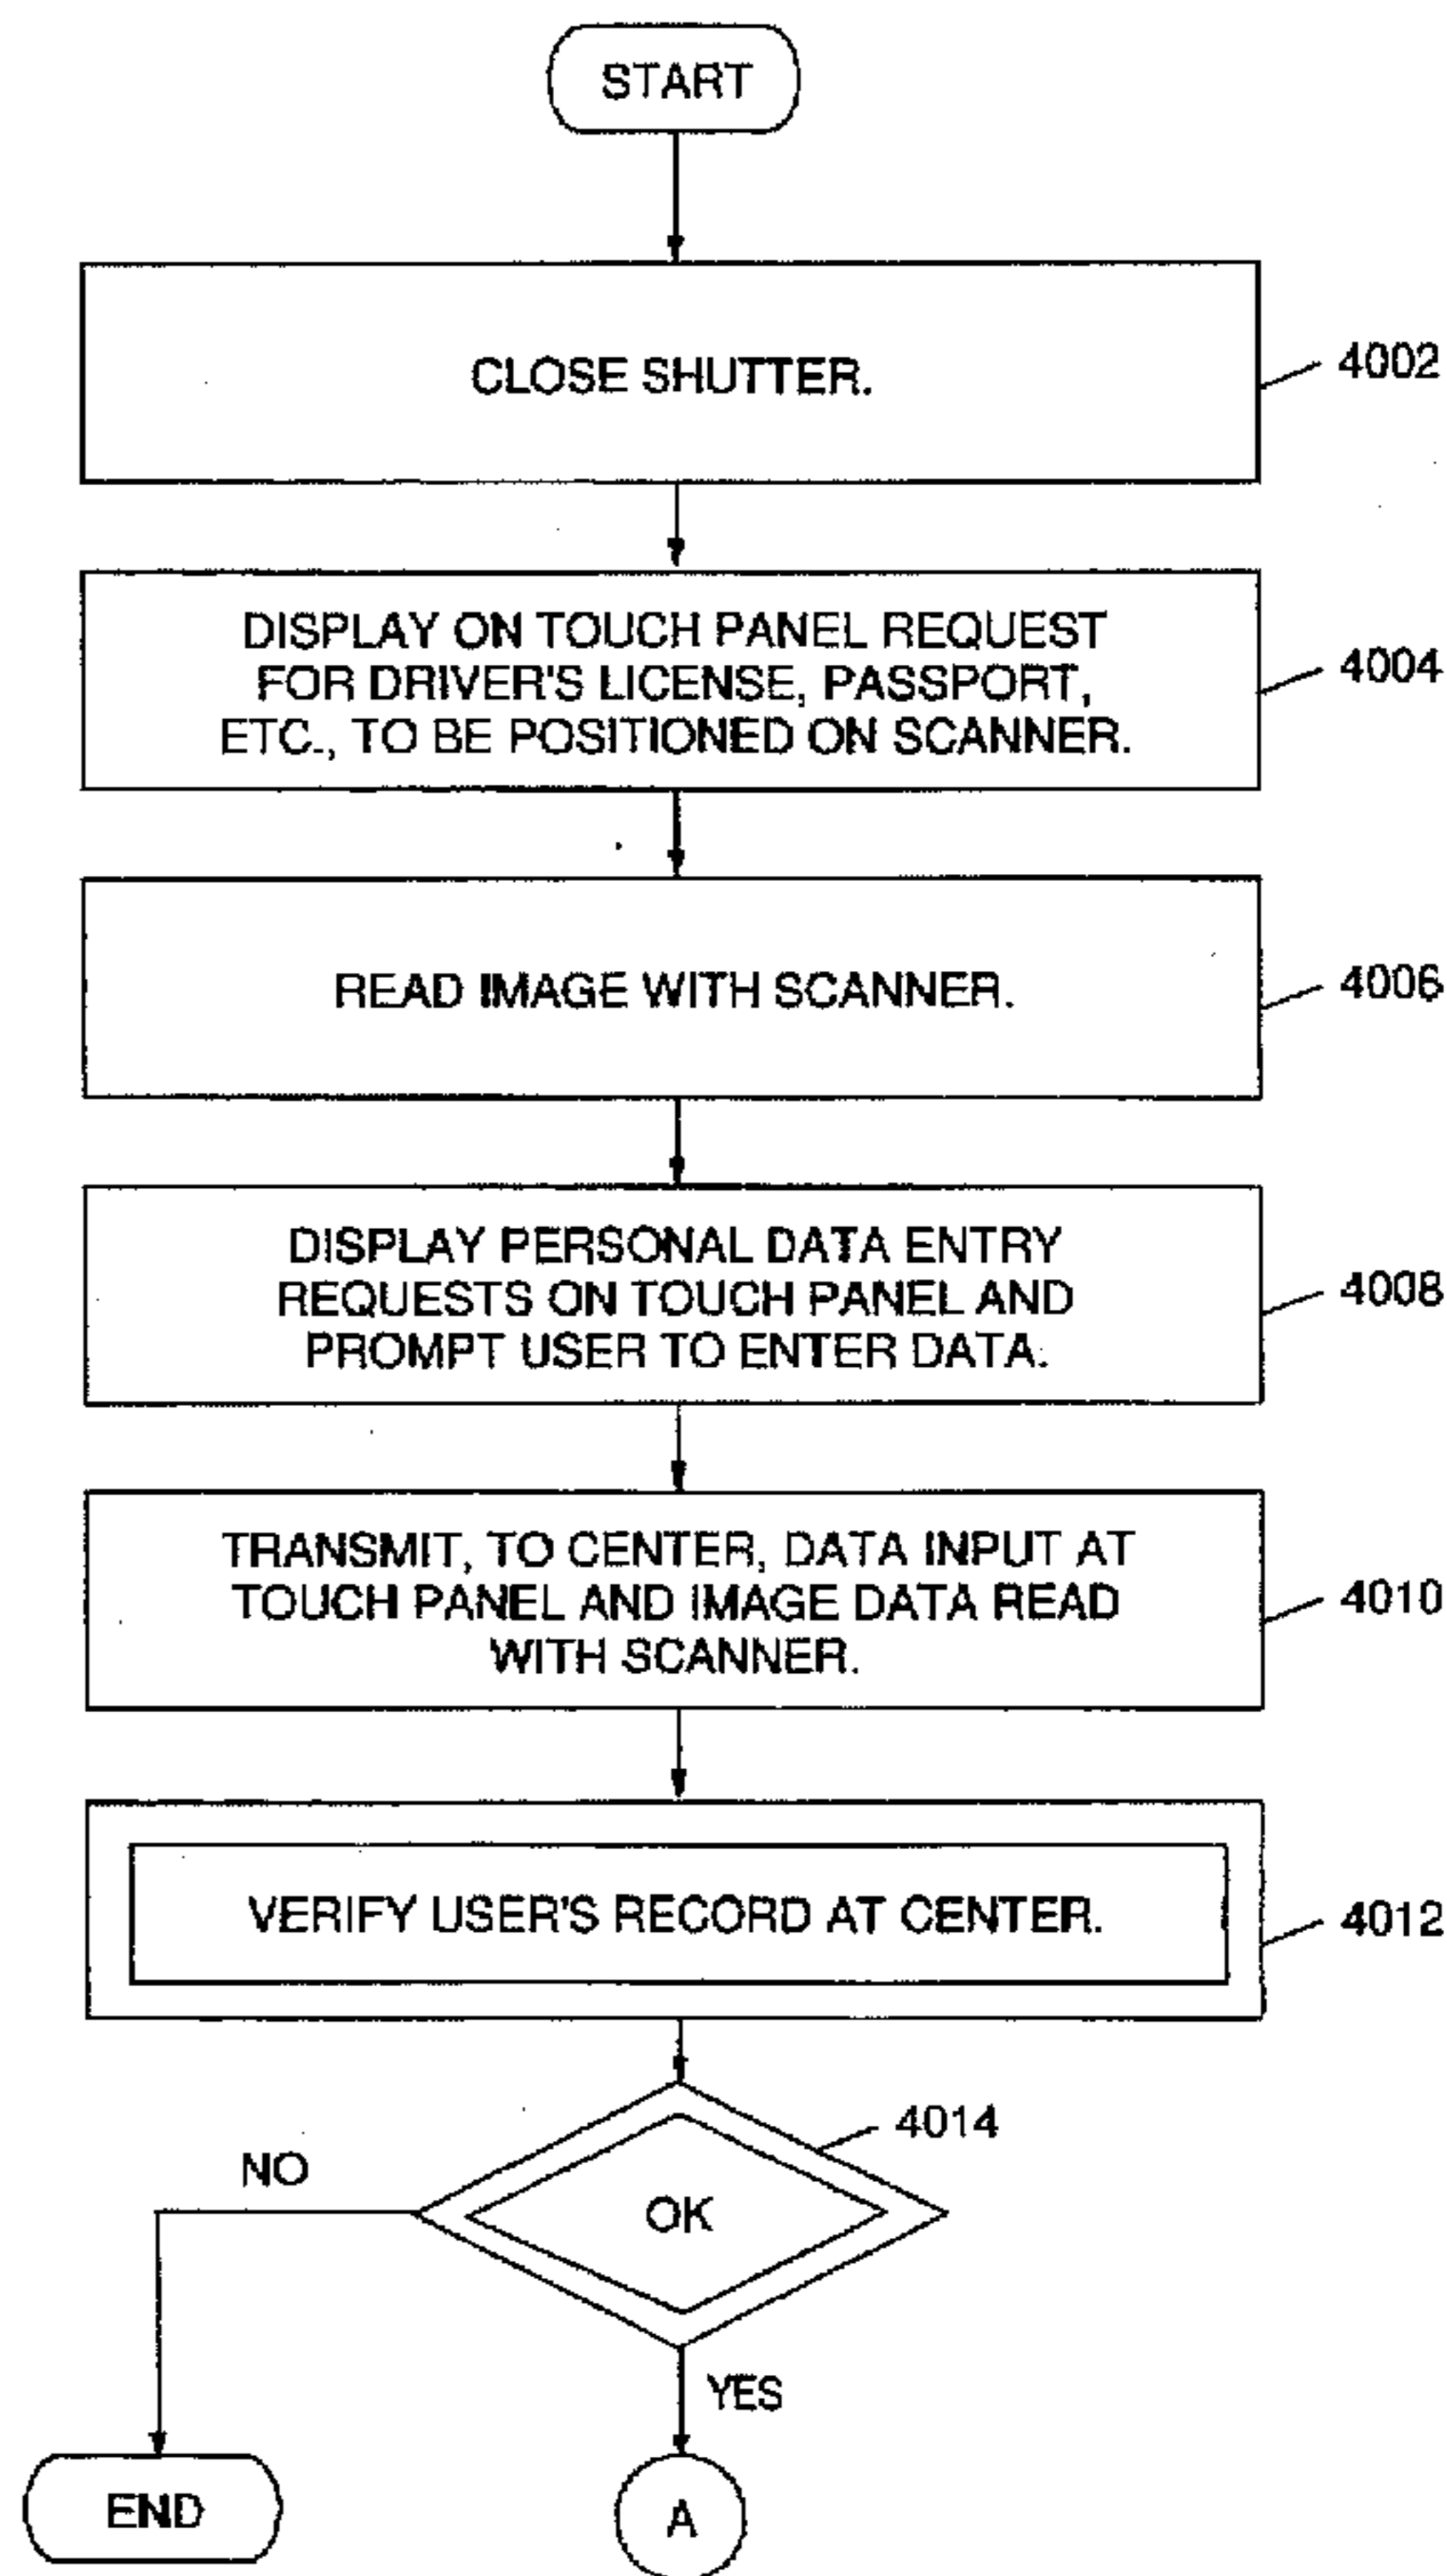 START
CLOSE SHUTTER.
4002
DISPLAY ON TOUCH PANEL REQUEST
FOR DRIVER'S LICENSE, PASSPORT,
ETC., TO BE POSITIONED ON SCANNER.
4004
READ IMAGE WITH SCANNER.
4006
DISPLAY PERSONAL DATA ENTRY
REQUESTS ON TOUCH PANEL AND
PROMPT USER TO ENTER DATA.
4008
TRANSMIT, TO CENTER, DATA INPUT AT
TOUCH PANEL AND IMAGE DATA READ
WITH SCANNER.
4010
VERIFY USER'S RECORD AT CENTER.
4012
4014
NO
OK
YES
END
A